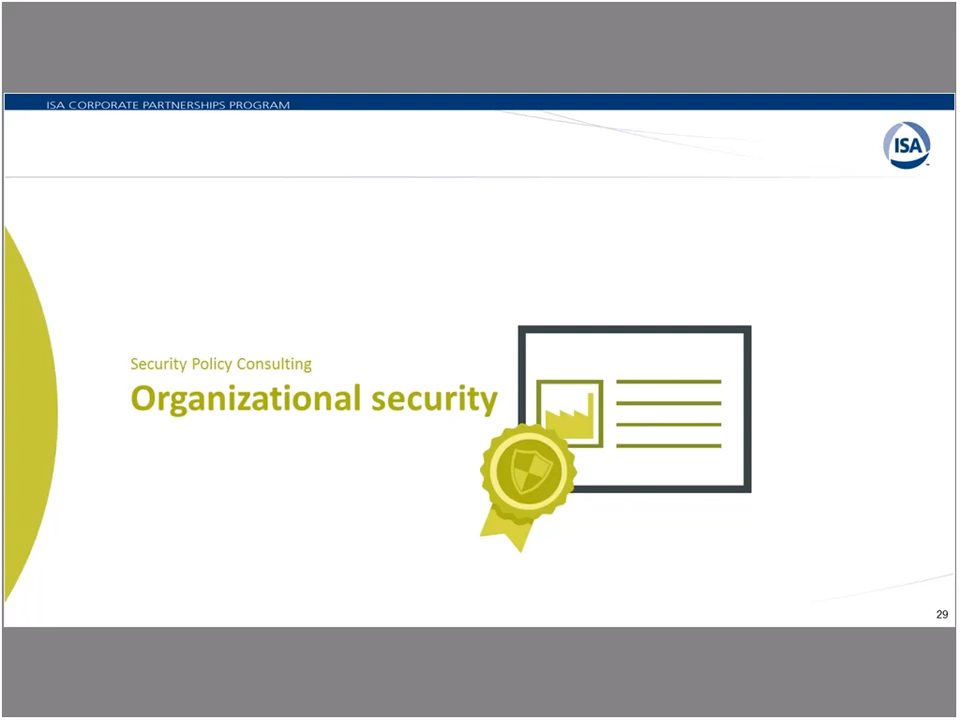 ISA CORPORATE PARTNERSHIPS PROGRAM
ISA
Security Policy Consulting
Organizational security
29